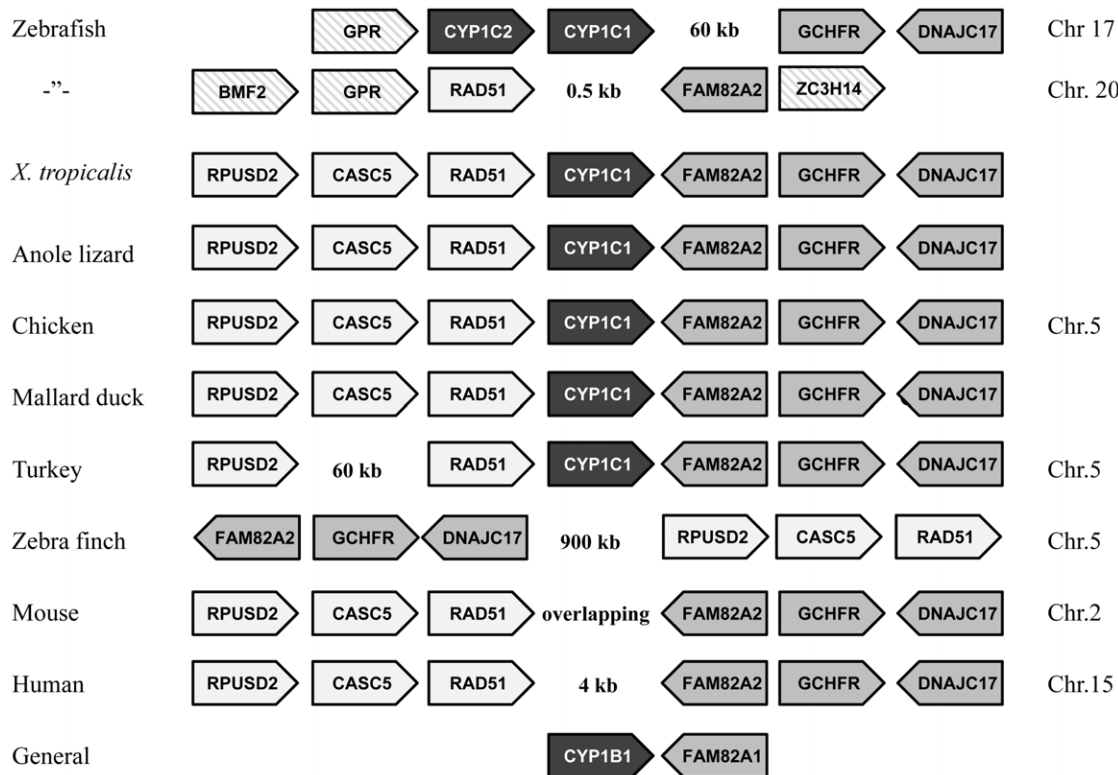 Zebrafish GPR CYP1C2 CYP1C1 60 kb GCHFR DNAJC17 Chr 17
-”- BMF2 GPR RAD51 0.5 kb FAM82A2 ZC3H14 Chr. 20
X. tropicalis RPUSD2 CASC5 RAD51 CYP1C1 FAM82A2 GCHFR DNAJC17
Anole lizard RPUSD2 CASC5 RAD51 CYP1C1 FAM82A2 GCHFR DNAJC17
Chicken RPUSD2 CASC5 RAD51 CYP1C1 FAM82A2 GCHFR DNAJC17 Chr.5
Mallard duck RPUSD2 CASC5 RAD51 CYP1C1 FAM82A2 GCHFR DNAJC17
Turkey RPUSD2 60 kb RAD51 CYP1C1 FAM82A2 GCHFR DNAJC17 Chr.5
Zebra finch FAM82A2 GCHFR DNAJC17 900 kb RPUSD2 CASC5 RAD51 Chr.5
Mouse RPUSD2 CASC5 RAD51 overlapping FAM82A2 GCHFR DNAJC17 Chr.2
Human RPUSD2 CASC5 RAD51 4 kb FAM82A2 GCHFR DNAJC17 Chr.15
General CYP1B1 FAM82A1